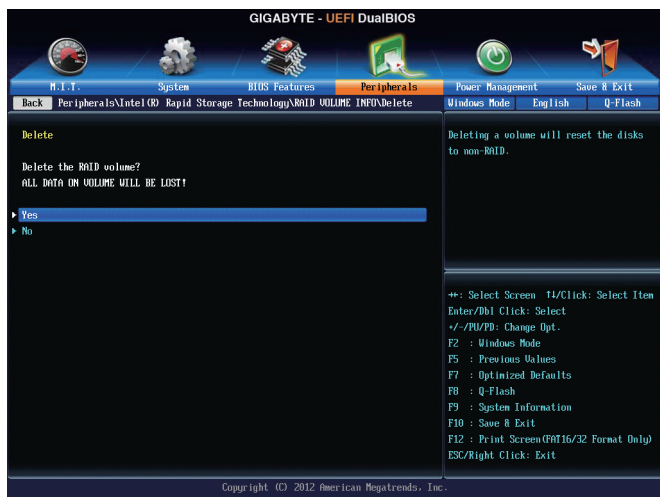 GIGABYTE - UEFI DualBIOS
M.I.T.
System
BIOS Features
Peripherals
Power Management
Save & Exit
Back Peripherals\Intel(R) Rapid Storage Technology\RAID VOLUME INFO\Delete
Windows Mode
English
Q-Flash
Delete
Delete the RAID volume?
ALL DATA ON VOLUME WILL BE LOST!
Yes
No
Deleting a volume will reset the disks
to non-RAID.
→←: Select Screen ↑↓/Click: Select Item
Enter/Dbl Click: Select
+/-/PU/PD: Change Opt.
F2 : Windows Mode
F5 : Previous Values
F7 : Optimized Defaults
F8 : Q-Flash
F9 : System Information
F10 : Save & Exit
F12 : Print Screen(FAT16/32 Format Only)
ESC/Right Click: Exit
Copyright (C) 2012 American Megatrends, Inc.